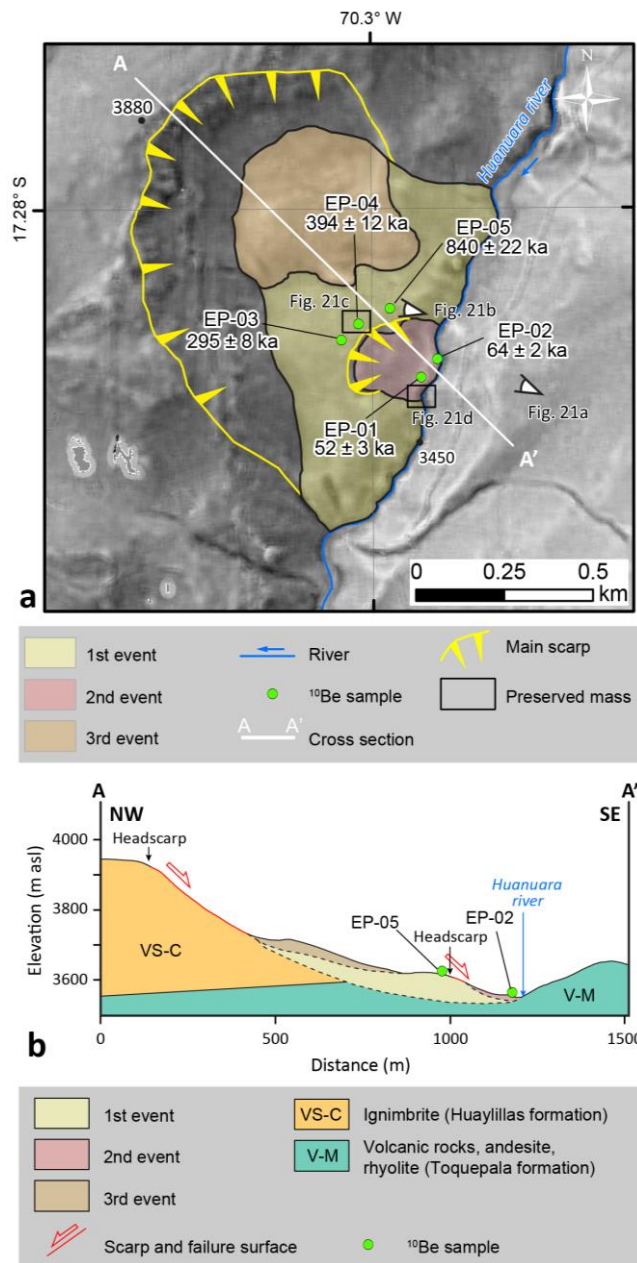 70.3° W
A
3880
N
Huanuara river
17.28° S
EP-04
394 ± 12 ka
EP-05
840 ± 22 ka
Fig. 21c
Fig. 21b
EP-03
295 ± 8 ka
EP-02
64 ± 2 ka
Fig. 21a
EP-01
52 ± 3 ka
Fig. 21d
3450
A'
0 0.25 0.5
km
a
1st event
River
Main scarp
2nd event
¹⁰Be sample
Preserved mass
3rd event
A A'
Cross section
A A'
NW SE
4000
Headscarp
Elevation (m asl)
3800
Huanuara
river
EP-05
EP-02
Headscarp
VS-C
3600
V-M
0 500 1000 1500
b
Distance (m)
1st event
VS-C
Ignimbrite (Huaylillas formation)
2nd event
V-M
Volcanic rocks, andesite,
rhyolite (Toquepala formation)
3rd event
Scarp and failure surface
¹⁰Be sample